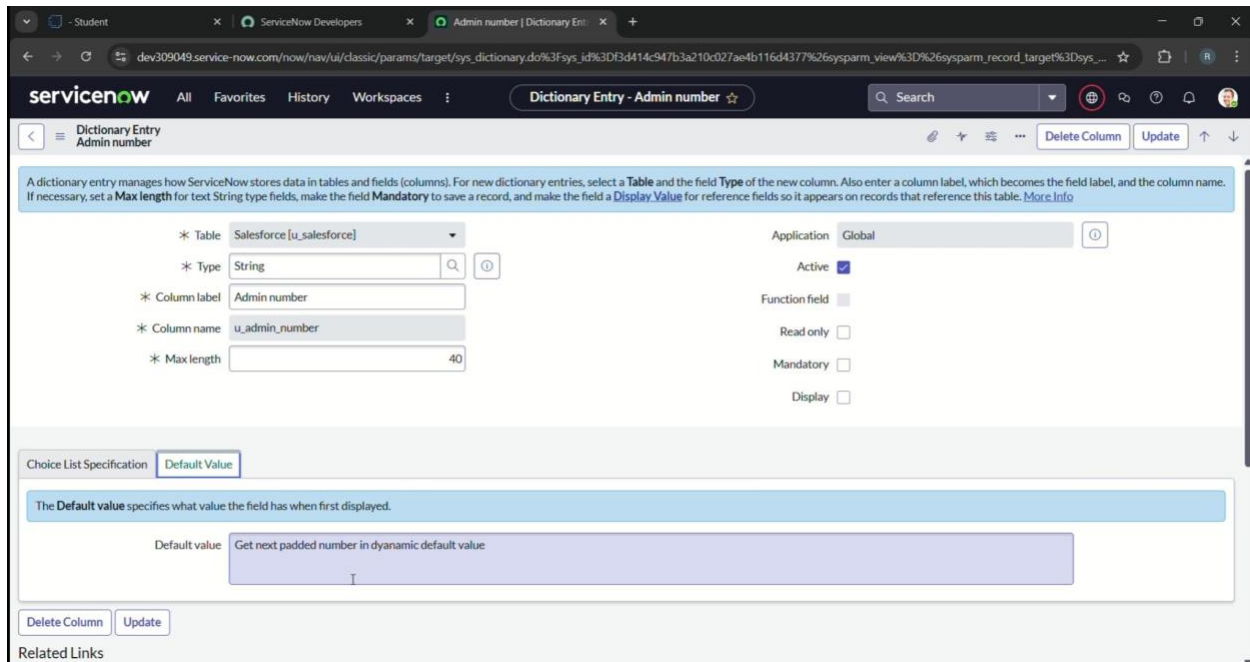 - Student
ServiceNow Developers
Admin number | Dictionary Ent
dev309049.service-now.com/now/nav/ui/classic/params/target/sys_dictionary.do%3Fsys_id%3Df3d414c947b3a210c027ae4b116d4377%26sysparm_view%3D%26sysparm_record_target%3Dsys_...
R
servicenow
All Favorites History Workspaces
Dictionary Entry - Admin number
Search
Dictionary Entry
Admin number
Delete Column Update
A dictionary entry manages how ServiceNow stores data in tables and fields (columns). For new dictionary entries, select a Table and the field Type of the new column. Also enter a column label, which becomes the field label, and the column name.
If necessary, set a Max length for text String type fields, make the field Mandatory to save a record, and make the field a Display Value for reference fields so it appears on records that reference this table. More Info
Table Salesforce [u_salesforce]
Type String
Column label Admin number
Column name u_admin_number
Max length 40
Application Global
Active
Function field
Read only
Mandatory
Display
Choice List Specification Default Value
The Default value specifies what value the field has when first displayed.
Default value Get next padded number in dyanamic default value
Delete Column Update
Related Links